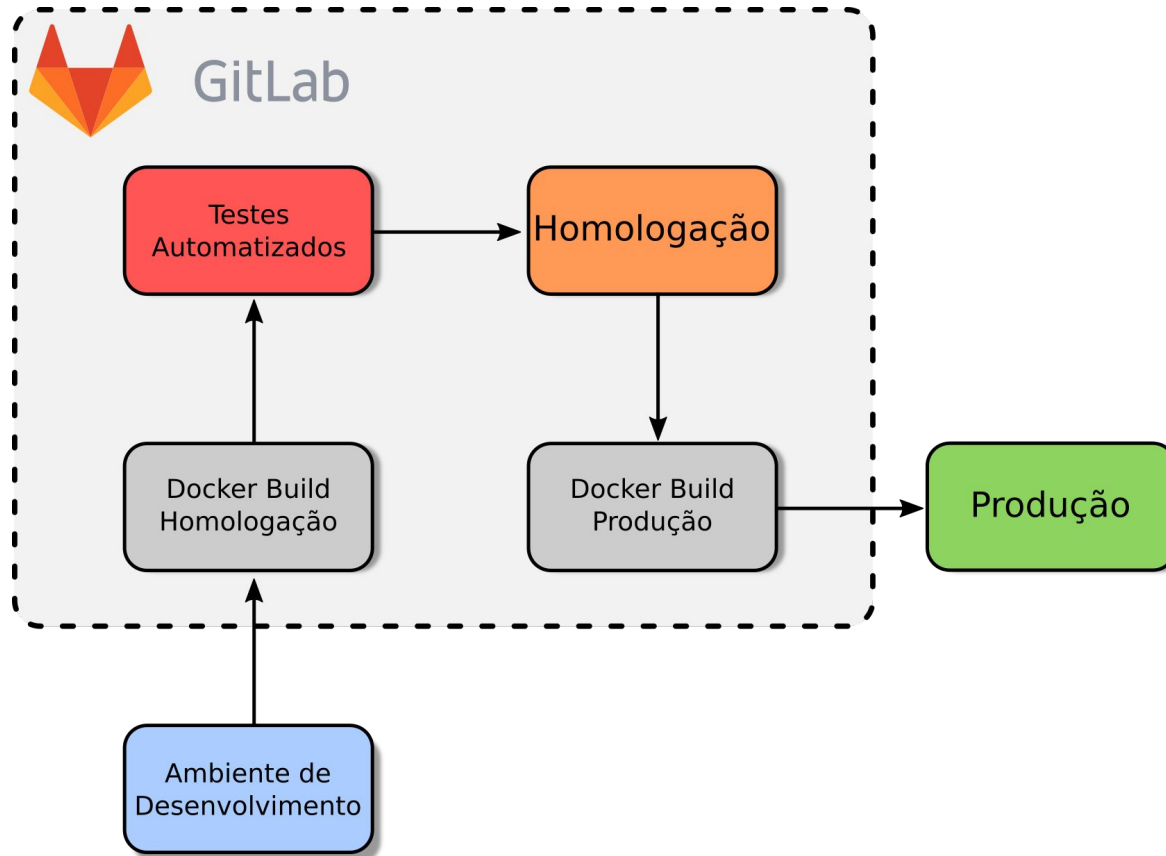 GitLab
Testes
Automatizados
Homologação
Docker Build
Homologação
Docker Build
Produção
Produção
Ambiente de
Desenvolvimento